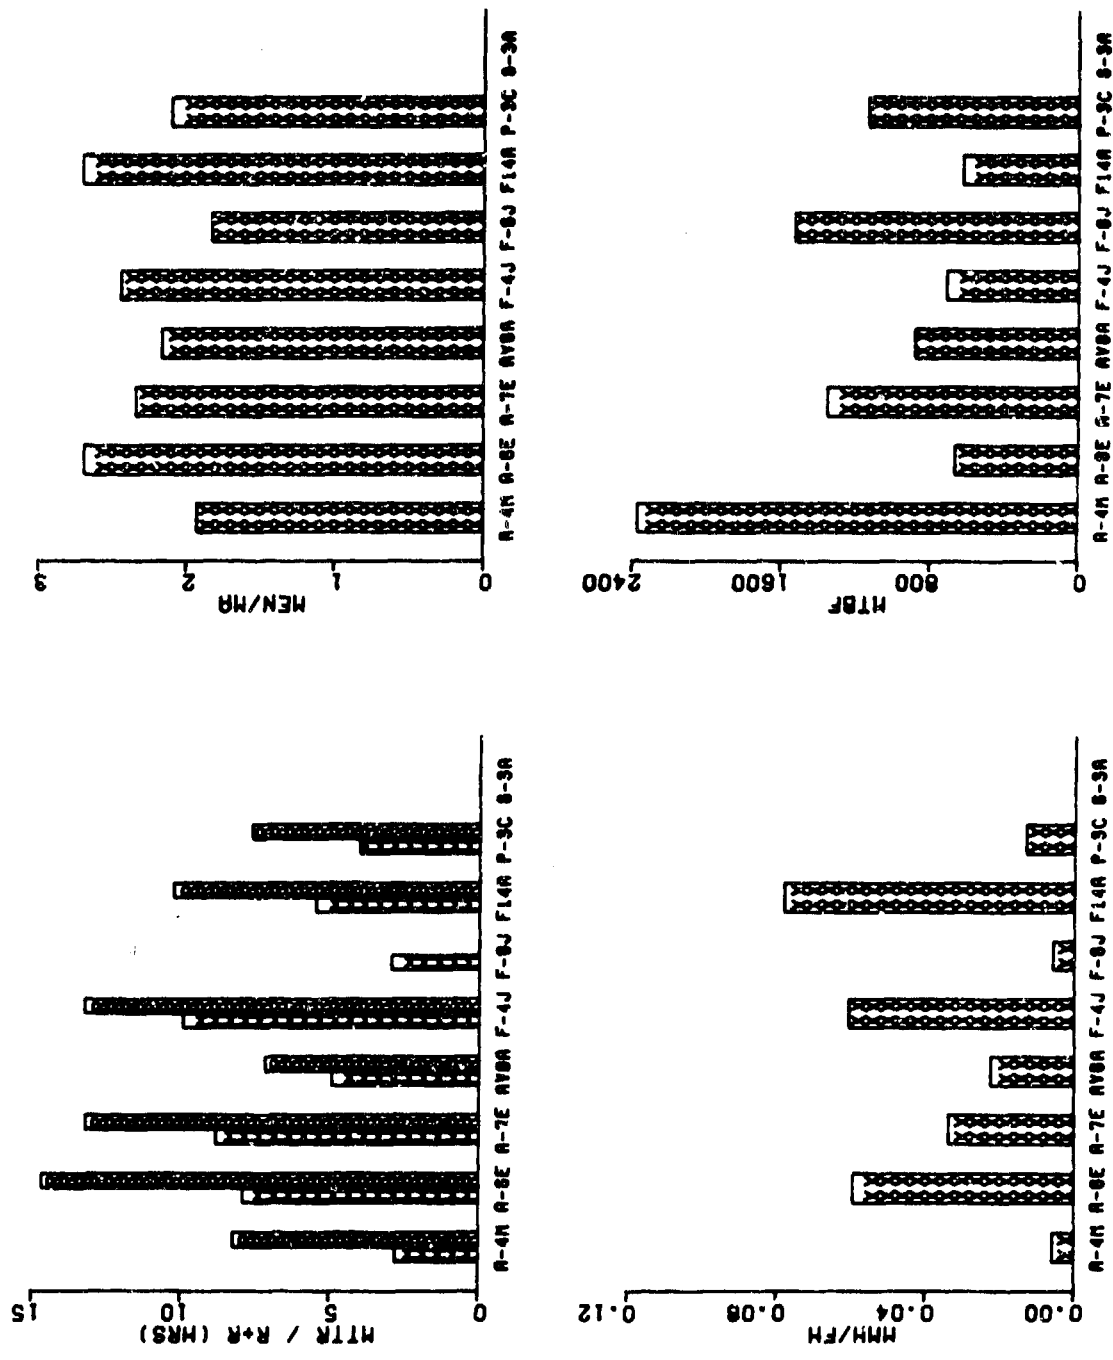 MEN/MA
3
2
1
0
A-4M A-6E A-7E AV8A F-4J F-8J F14A P-3C S-3A
MTBF
2400
1600
800
0
A-4M A-6E A-7E AV8A F-4J F-8J F14A P-3C S-3A
MTTR / R+R (HRS)
15
10
5
0
A-4M A-6E A-7E AV8A F-4J F-8J F14A P-3C S-3A
MMH/FH
0.12
0.08
0.04
0.00
A-4M A-6E A-7E AV8A F-4J F-8J F14A P-3C S-3A